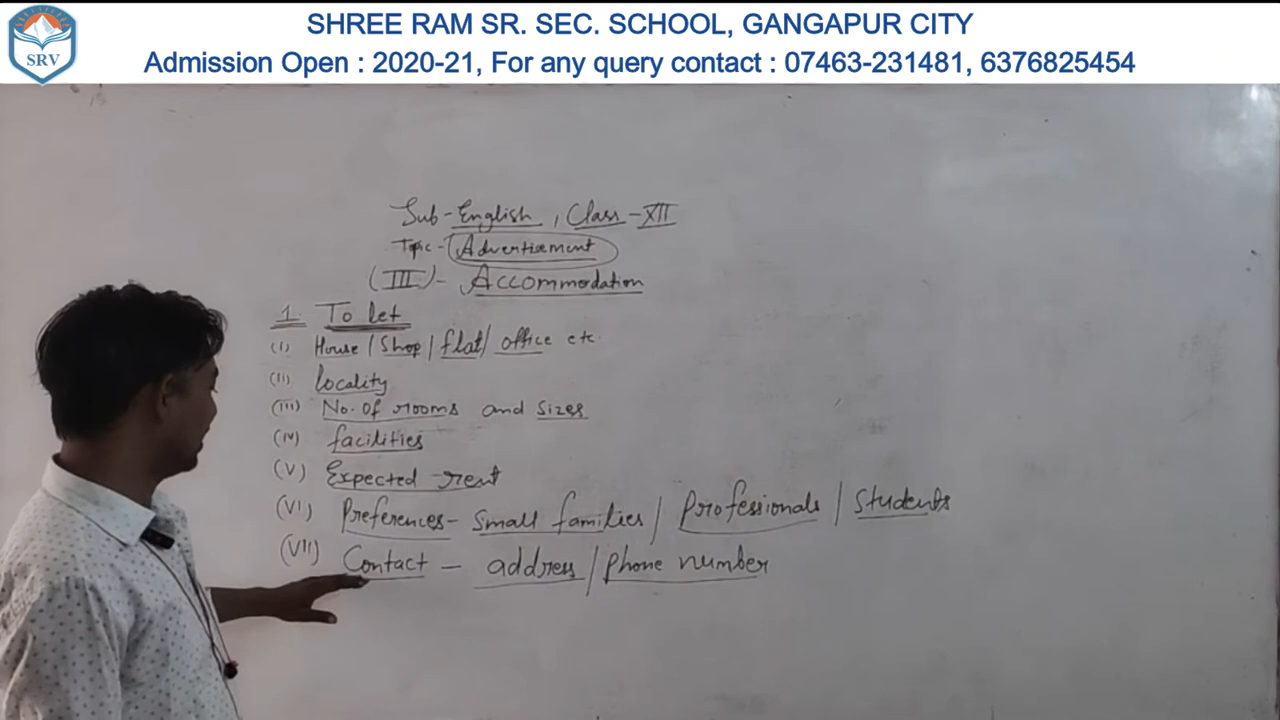 SHREE RAM SR. SEC. SCHOOL, GANGAPUR CITY
Admission Open : 2020-21, For any query contact : 07463-231481, 6376825454
SRV
Sub-English, Class-XII
Topic-Advertisement
(III)- Accommodation
1. To let
(I) House/Shop/flat/office etc.
(II) locality
(III) No. of rooms and Sizes
(IV) facilities
(V) Expected-rent
(VI) Preferences- Small families/Professionals/Students
(VII) Contact - address/phone number